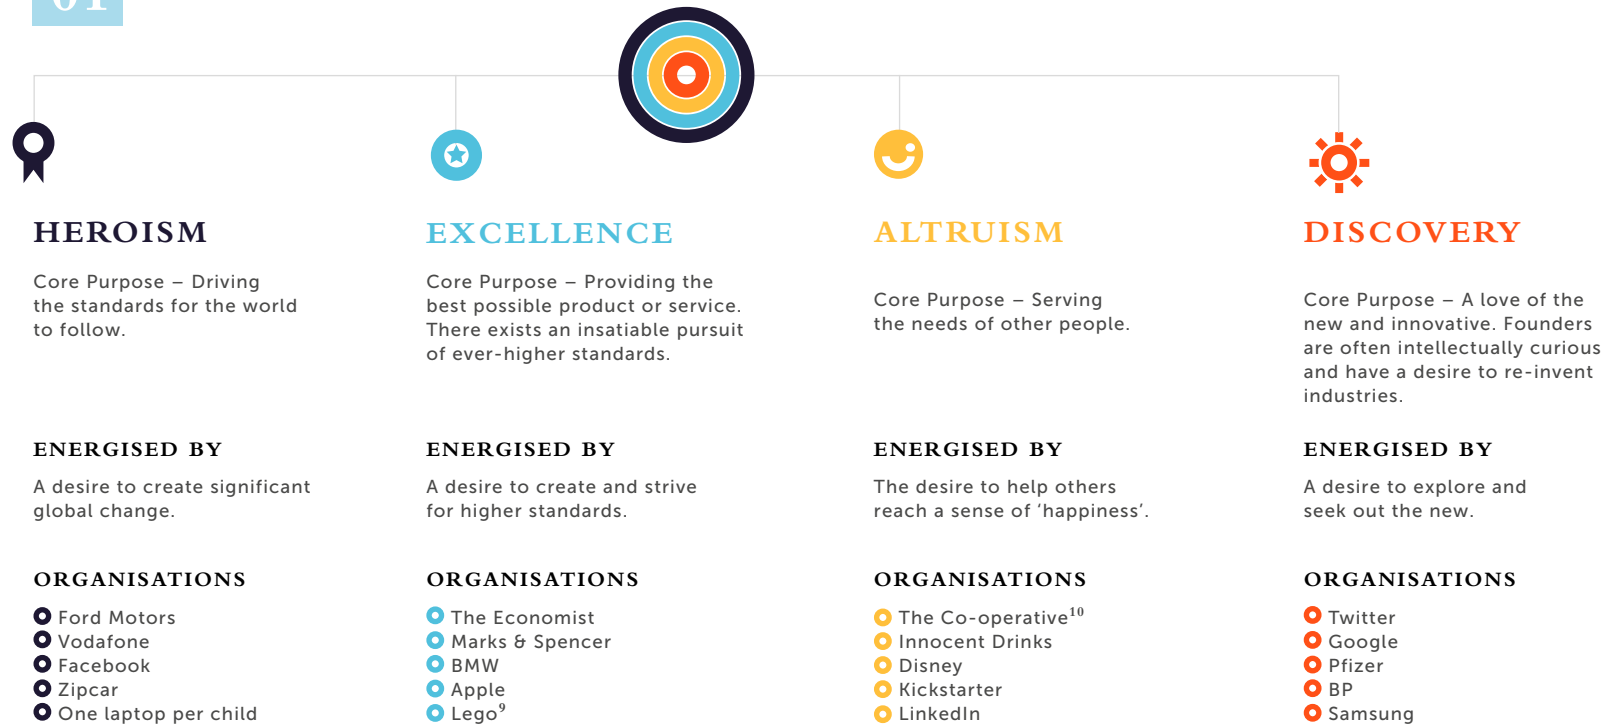 01
HEROISM
Core Purpose – Driving
the standards for the world
to follow.
ENERGISED BY
A desire to create significant
global change.
ORGANISATIONS
Ford Motors
Vodafone
Facebook
Zipcar
One laptop per child
EXCELLENCE
Core Purpose – Providing the
best possible product or service.
There exists an insatiable pursuit
of ever-higher standards.
ENERGISED BY
A desire to create and strive
for higher standards.
ORGANISATIONS
The Economist
Marks & Spencer
BMW
Apple
Lego⁹
ALTRUISM
Core Purpose – Serving
the needs of other people.
ENERGISED BY
The desire to help others
reach a sense of ‘happiness’.
ORGANISATIONS
The Co-operative¹⁰
Innocent Drinks
Disney
Kickstarter
LinkedIn
DISCOVERY
Core Purpose – A love of the
new and innovative. Founders
are often intellectually curious
and have a desire to re-invent
industries.
ENERGISED BY
A desire to explore and
seek out the new.
ORGANISATIONS
Twitter
Google
Pfizer
BP
Samsung